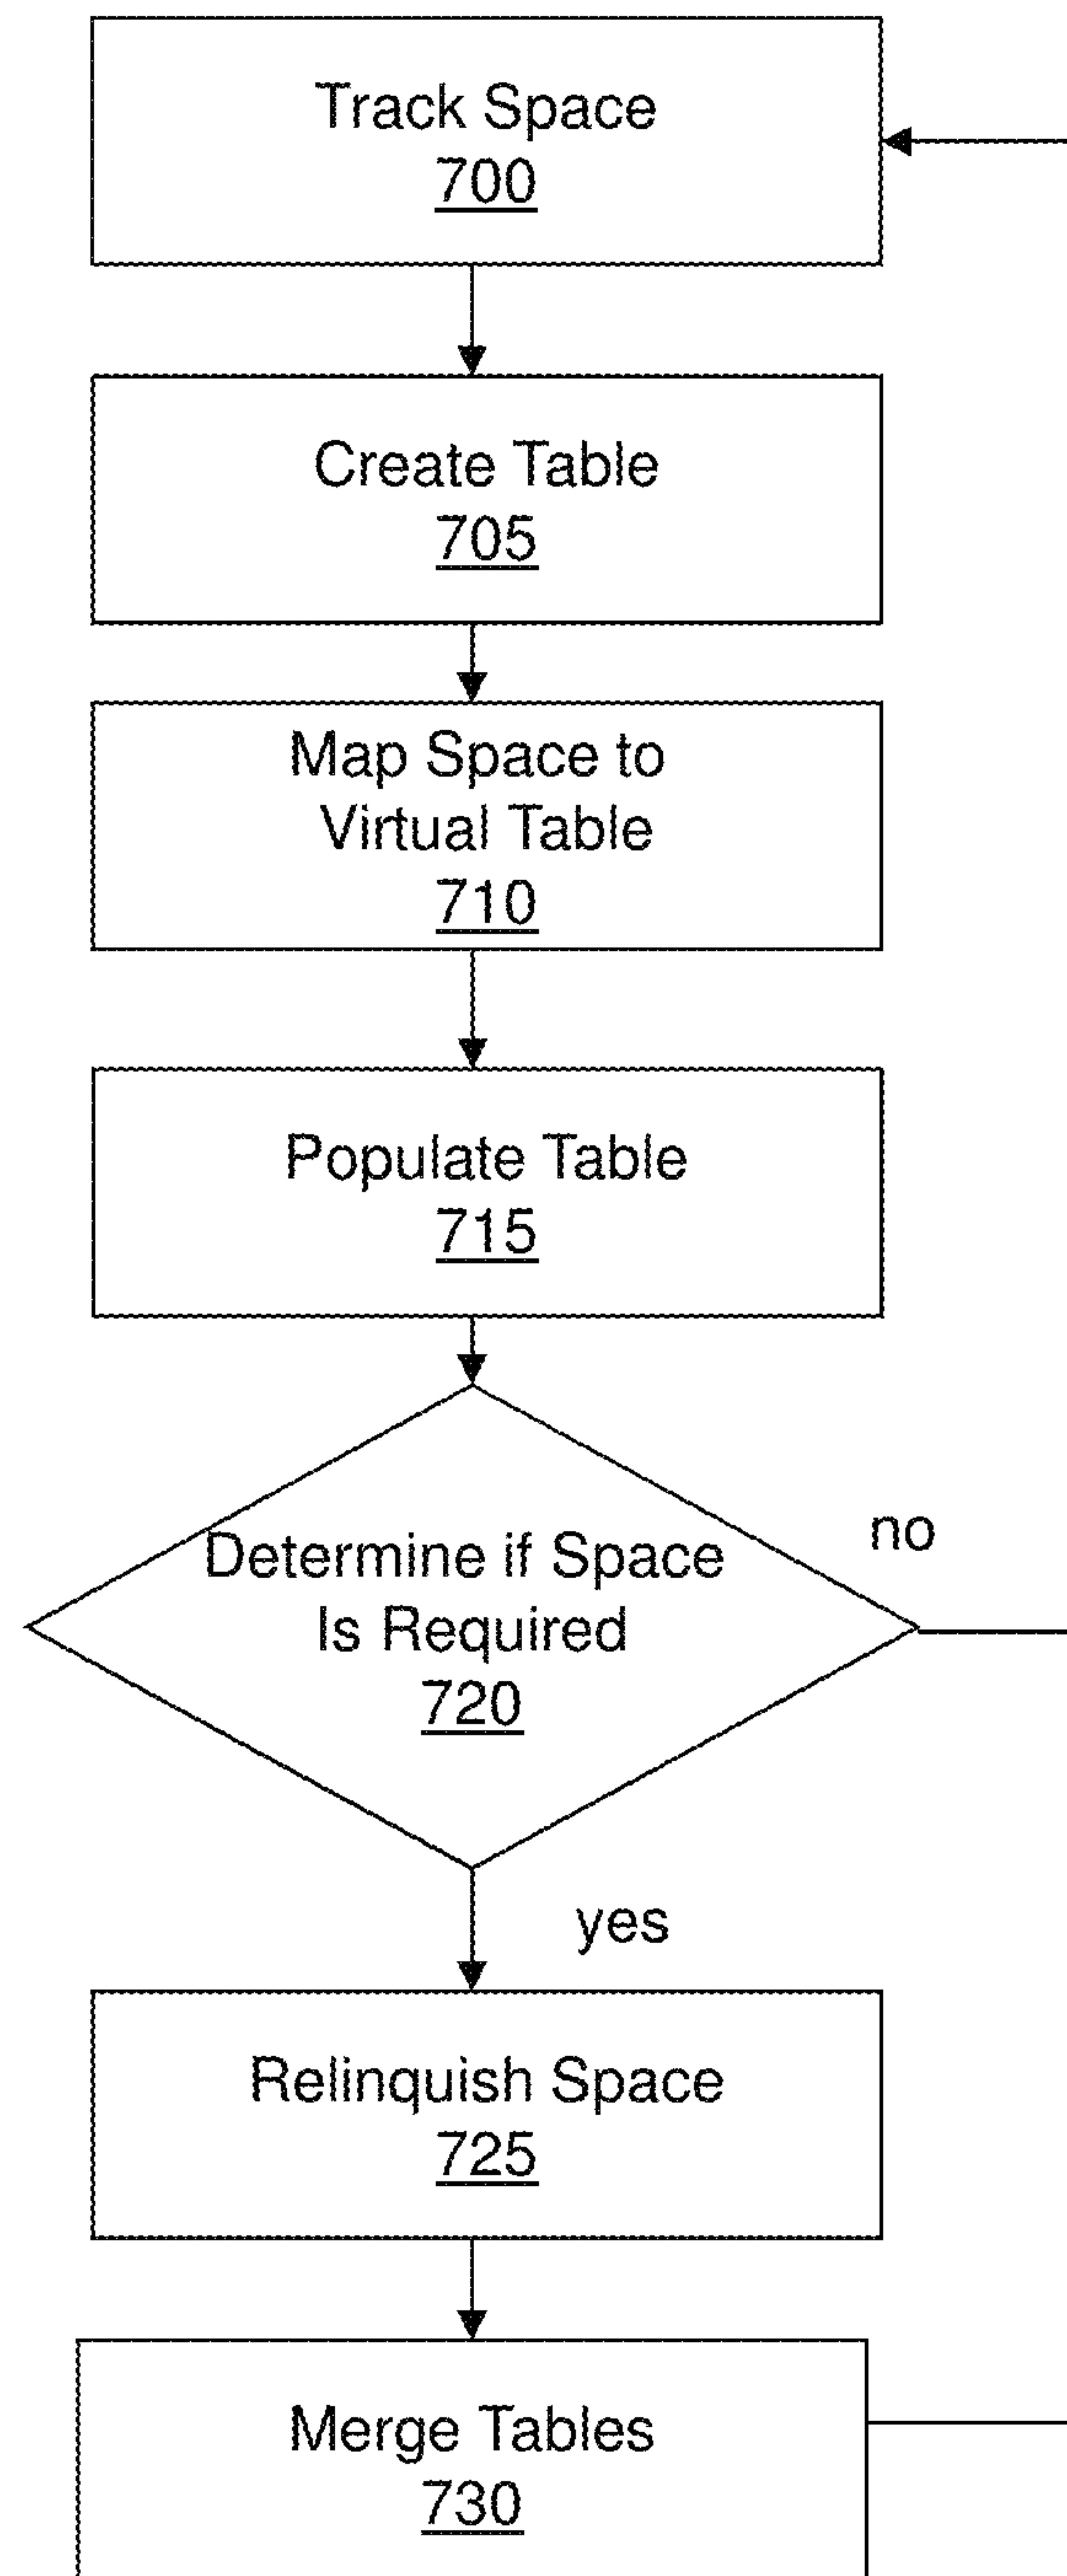 Track Space
700
Create Table
705
Map Space to
Virtual Table
710
Populate Table
715
Determine if Space
Is Required
720
no
yes
Relinquish Space
725
Merge Tables
730